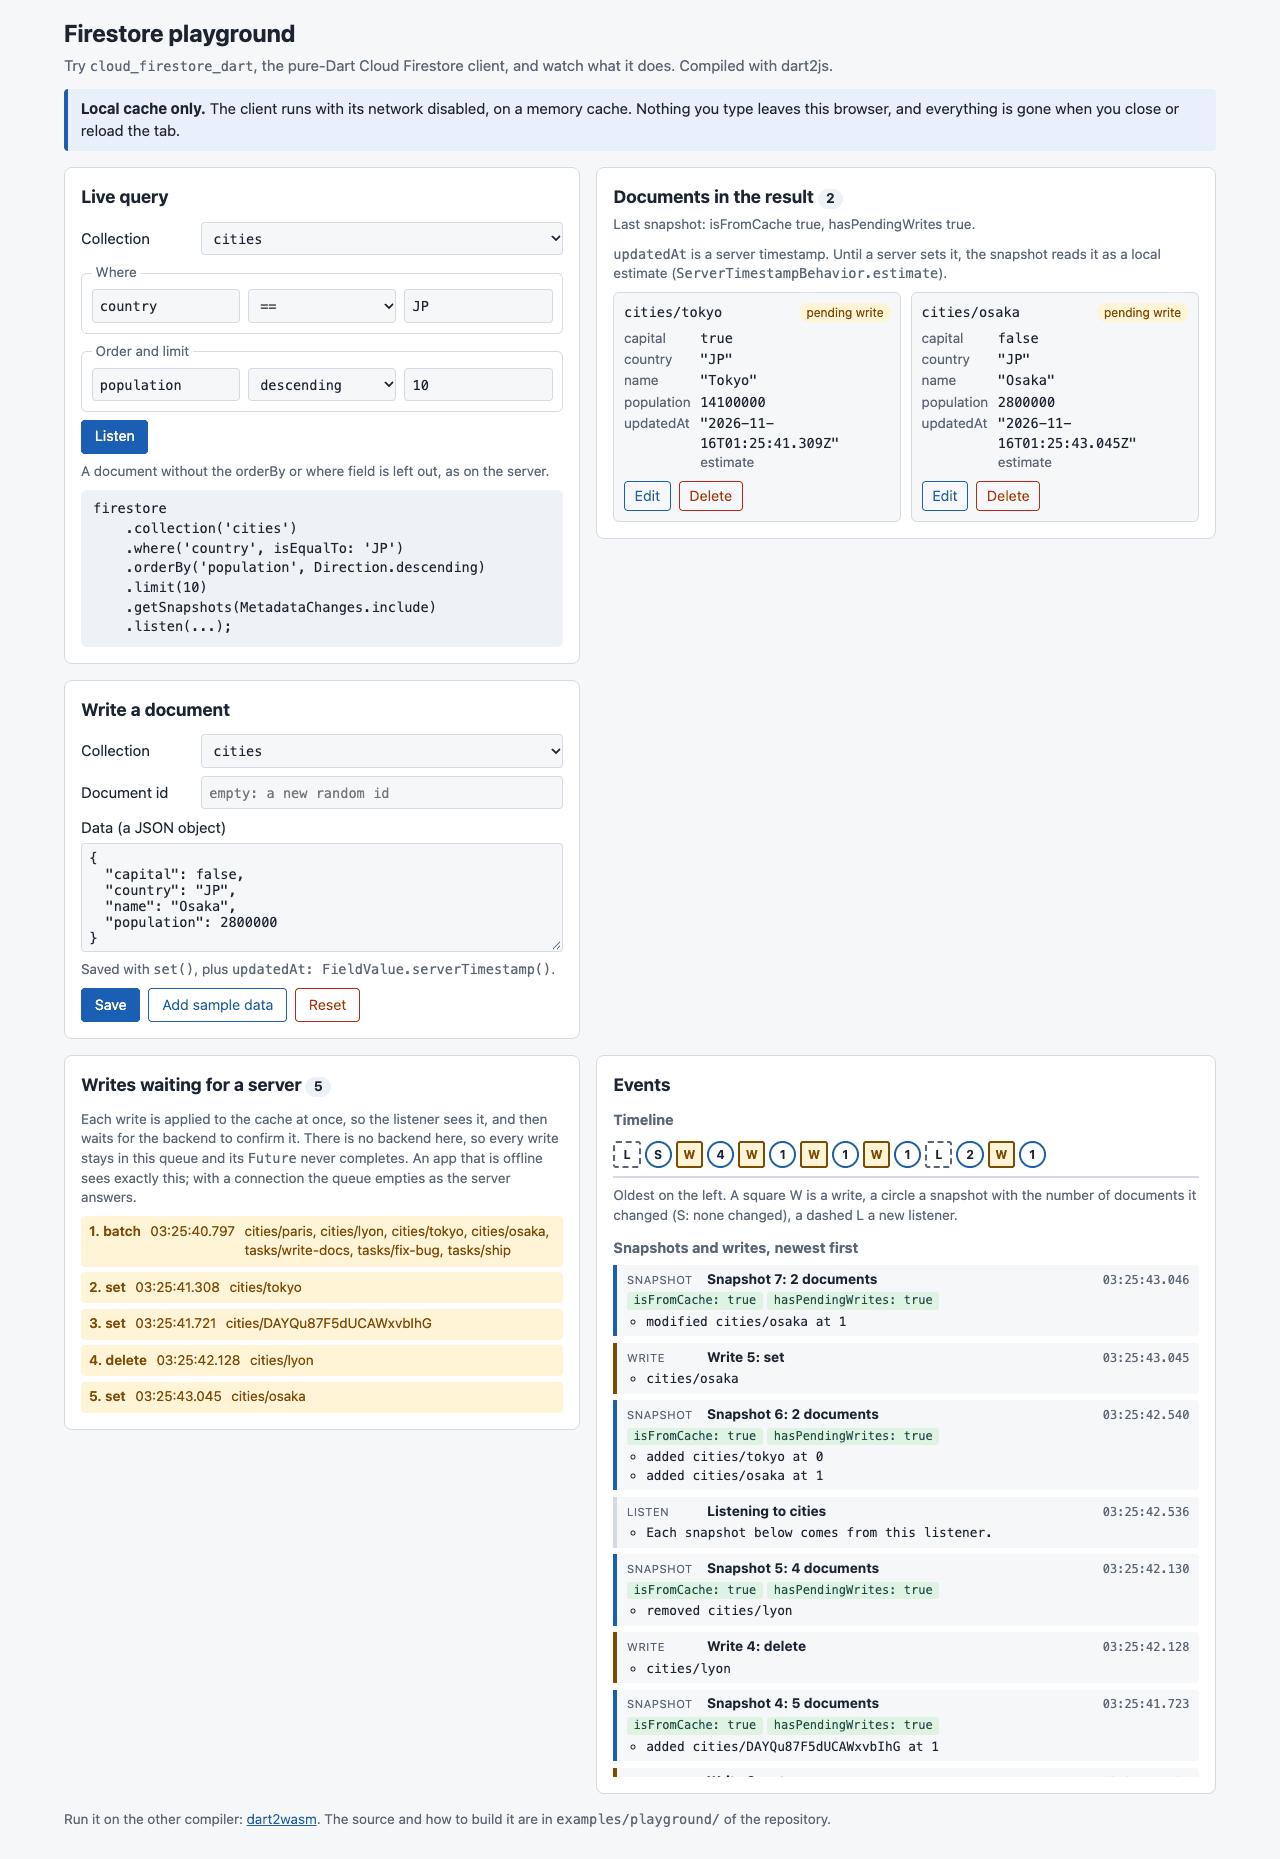 Firestore playground
Try cloud_firestore_dart, the pure-Dart Cloud Firestore client, and watch what it does. Compiled with dart2js.
Local cache only. The client runs with its network disabled, on a memory cache. Nothing you type leaves this browser, and everything is gone when you close or
reload the tab.
Live query
Collection
cities
Where
country
==
JP
Order and limit
population
descending
10
Listen
A document without the orderBy or where field is left out, as on the server.
firestore
.collection('cities')
.where('country', isEqualTo: 'JP')
.orderBy('population', Direction.descending)
.limit(10)
.getSnapshots(MetadataChanges.include)
.listen(...);
Documents in the result 2
Last snapshot: isFromCache true, hasPendingWrites true.
updatedAt is a server timestamp. Until a server sets it, the snapshot reads it as a local
estimate (ServerTimestampBehavior.estimate).
cities/tokyo pending write
capital true
country "JP"
name "Tokyo"
population 14100000
updatedAt "2026-11-
16T01:25:41.309Z"
estimate
Edit Delete
cities/osaka pending write
capital false
country "JP"
name "Osaka"
population 2800000
updatedAt "2026-11-
16T01:25:43.045Z"
estimate
Edit Delete
Write a document
Collection
cities
Document id
empty: a new random id
Data (a JSON object)
{
"capital": false,
"country": "JP",
"name": "Osaka",
"population": 2800000
}
Saved with set(), plus updatedAt: FieldValue.serverTimestamp().
Save Add sample data Reset
Writes waiting for a server 5
Each write is applied to the cache at once, so the listener sees it, and then
waits for the backend to confirm it. There is no backend here, so every write
stays in this queue and its Future never completes. An app that is offline
sees exactly this; with a connection the queue empties as the server
answers.
1. batch 03:25:40.797 cities/paris, cities/lyon, cities/tokyo, cities/osaka,
tasks/write-docs, tasks/fix-bug, tasks/ship
2. set 03:25:41.308 cities/tokyo
3. set 03:25:41.721 cities/DAYQu87F5dUCAWxvbIhG
4. delete 03:25:42.128 cities/lyon
5. set 03:25:43.045 cities/osaka
Events
Timeline
L S W 4 W 1 W 1 W 1 L 2 W 1
Oldest on the left. A square W is a write, a circle a snapshot with the number of documents it
changed (S: none changed), a dashed L a new listener.
Snapshots and writes, newest first
SNAPSHOT Snapshot 7: 2 documents 03:25:43.046
isFromCache: true hasPendingWrites: true
modified cities/osaka at 1
WRITE Write 5: set 03:25:43.045
cities/osaka
SNAPSHOT Snapshot 6: 2 documents 03:25:42.540
isFromCache: true hasPendingWrites: true
added cities/tokyo at 0
added cities/osaka at 1
LISTEN Listening to cities 03:25:42.536
Each snapshot below comes from this listener.
SNAPSHOT Snapshot 5: 4 documents 03:25:42.130
isFromCache: true hasPendingWrites: true
removed cities/lyon
WRITE Write 4: delete 03:25:42.128
cities/lyon
SNAPSHOT Snapshot 4: 5 documents 03:25:41.723
isFromCache: true hasPendingWrites: true
added cities/DAYQu87F5dUCAWxvbIhG at 1
Run it on the other compiler: dart2wasm. The source and how to build it are in examples/playground/ of the repository.